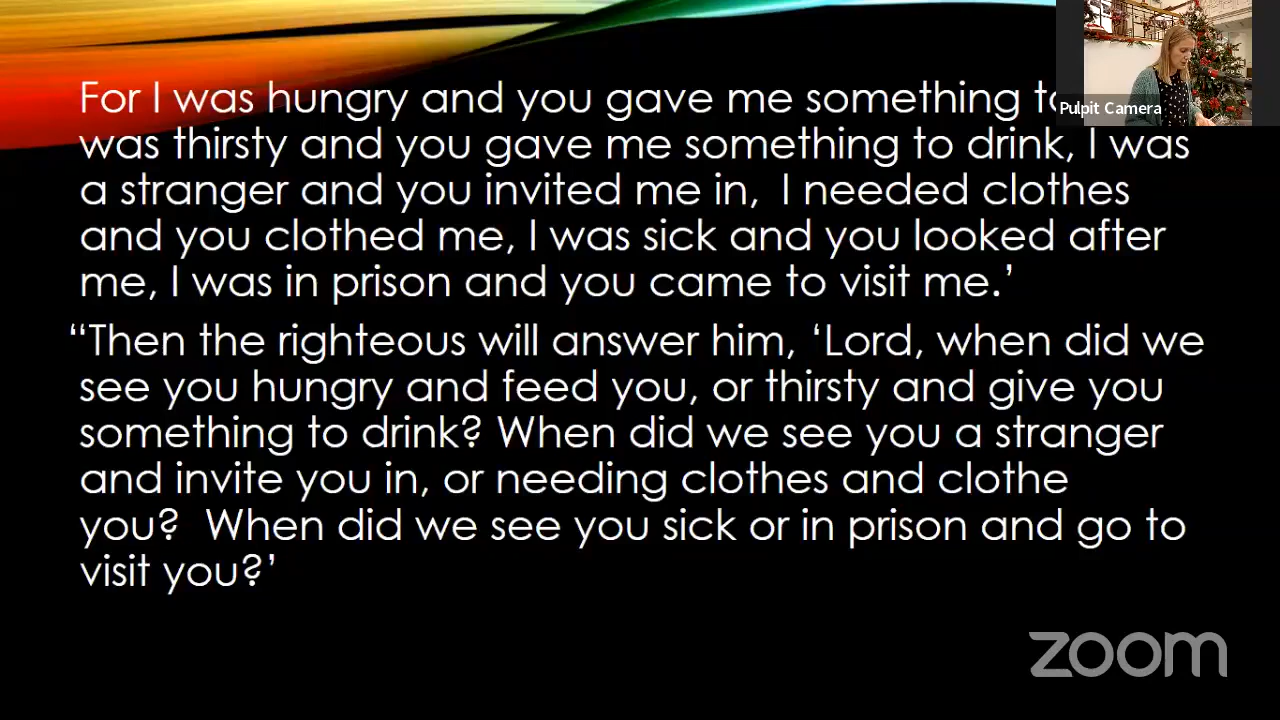 For I was hungry and you gave me something
was thirsty and you gave me something to drink, I was
a stranger and you invited me in,  I needed clothes
and you clothed me, I was sick and you looked after
me, I was in prison and you came to visit me.’
“Then the righteous will answer him, ‘Lord, when did we
see you hungry and feed you, or thirsty and give you
something to drink? When did we see you a stranger
and invite you in, or needing clothes and clothe
you?  When did we see you sick or in prison and go to
visit you?’
Pulpit Camera
zoom